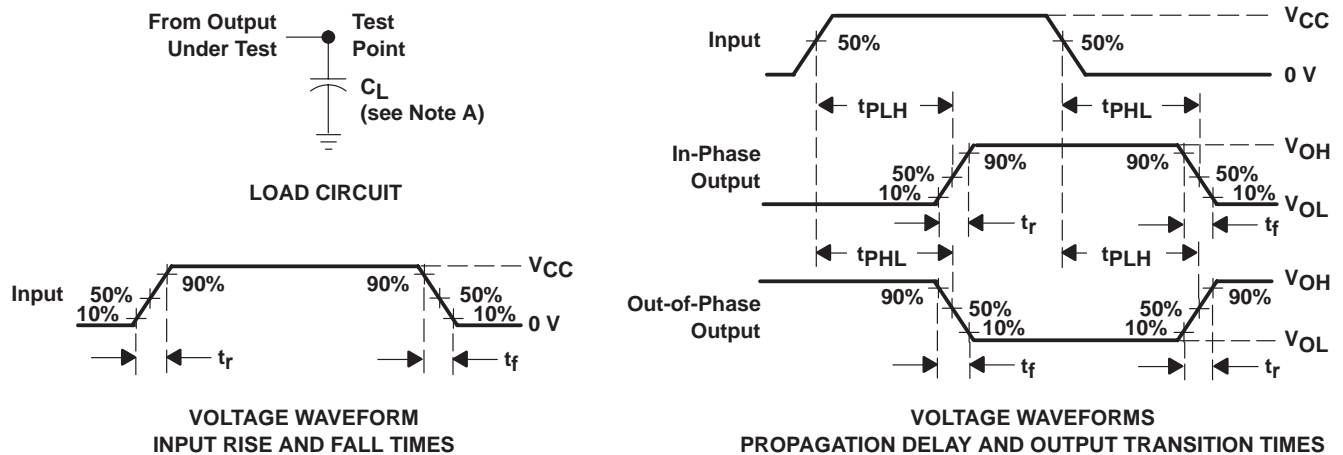 From Output
Under Test
Test
Point
CL
(see Note A)
LOAD CIRCUIT
Input
50%
10%
90%
90%
50%
10%
VCC
0 V
tr
tf
VOLTAGE WAVEFORM
INPUT RISE AND FALL TIMES
Input
50%
50%
VCC
0 V
tPLH
tPHL
In-Phase
Output
50%
10%
90%
90%
50%
10%
VOH
VOL
tr
tf
tPHL
tPLH
Out-of-Phase
Output
90%
50%
10%
50%
10%
90%
VOH
VOL
tf
tr
VOLTAGE WAVEFORMS
PROPAGATION DELAY AND OUTPUT TRANSITION TIMES